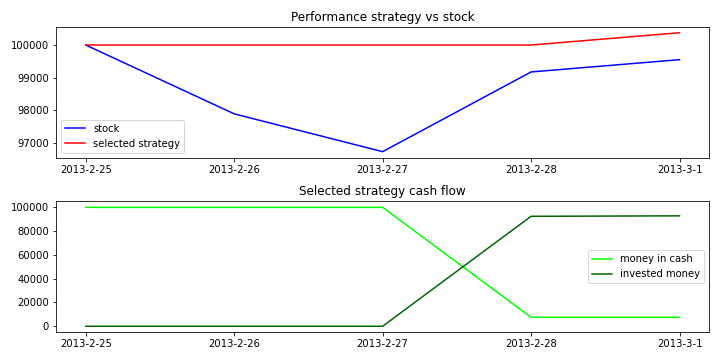 Performance strategy vs stock
100000
99000
98000
97000
stock
selected strategy
2013-2-25 2013-2-26 2013-2-27 2013-2-28 2013-3-1
Selected strategy cash flow
100000
80000
60000
40000
20000
0
money in cash
invested money
2013-2-25 2013-2-26 2013-2-27 2013-2-28 2013-3-1